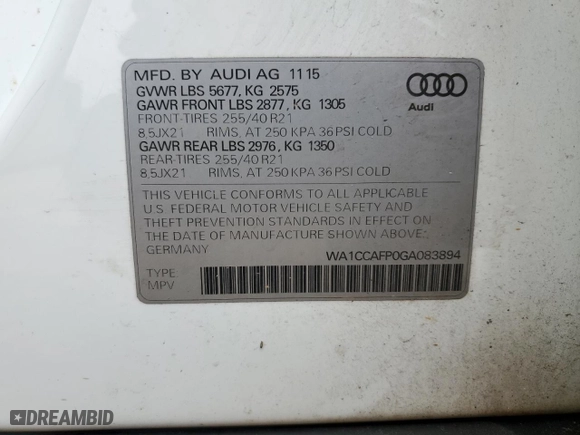 MFD. BY AUDI AG 11 15
GVWR LBS 5677, KG 2575
GAWR FRONT LBS 2877, KG 1305
FRONT-TIRES 255/40 R21
8,5JX21 RIMS, AT 250 KPA 36 PSI COLD
GAWR REAR LBS 2976, KG 1350
REAR-TIRES 255/40 R21
8,5JX21 RIMS, AT 250 KPA 36 PSI COLD
THIS VEHICLE CONFORMS TO ALL APPLICABLE
U.S. FEDERAL MOTOR VEHICLE SAFETY AND
THEFT PREVENTION STANDARDS IN EFFECT ON THE
DATE OF MANUFACTURE SHOWN ABOVE.
GERMANY
WA1CCAFP0GA083894
TYPE
MPV
Audi
DREAMBID